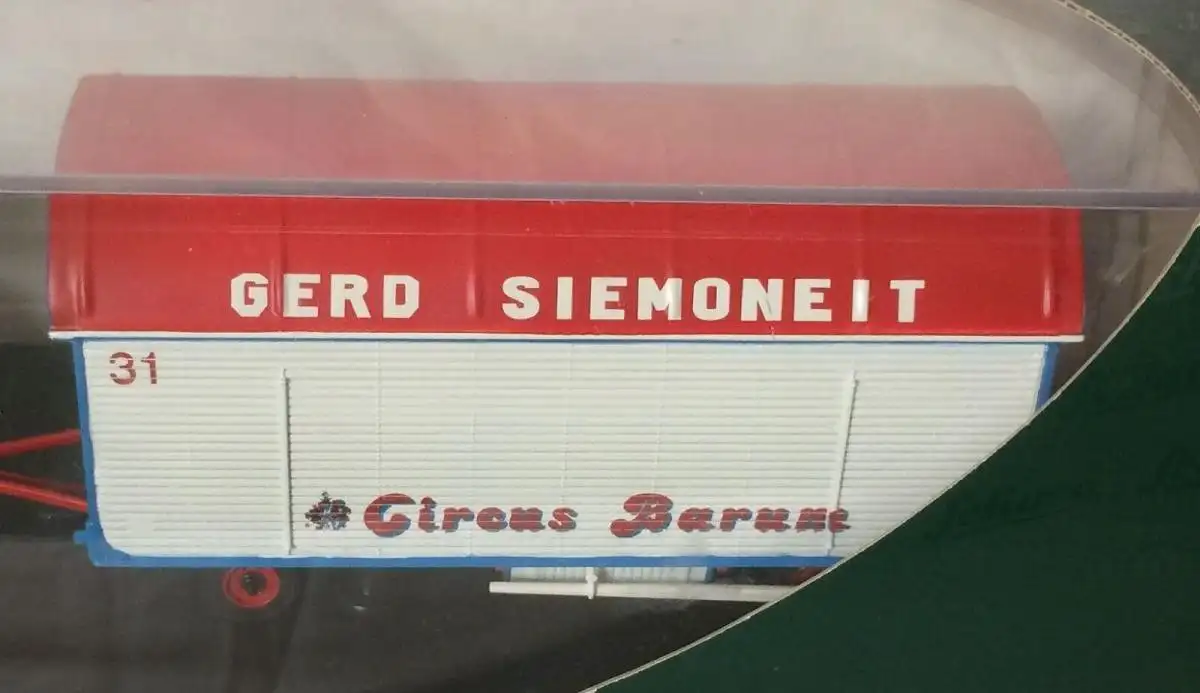 GERD SIEMONEIT
31
Circus Barum